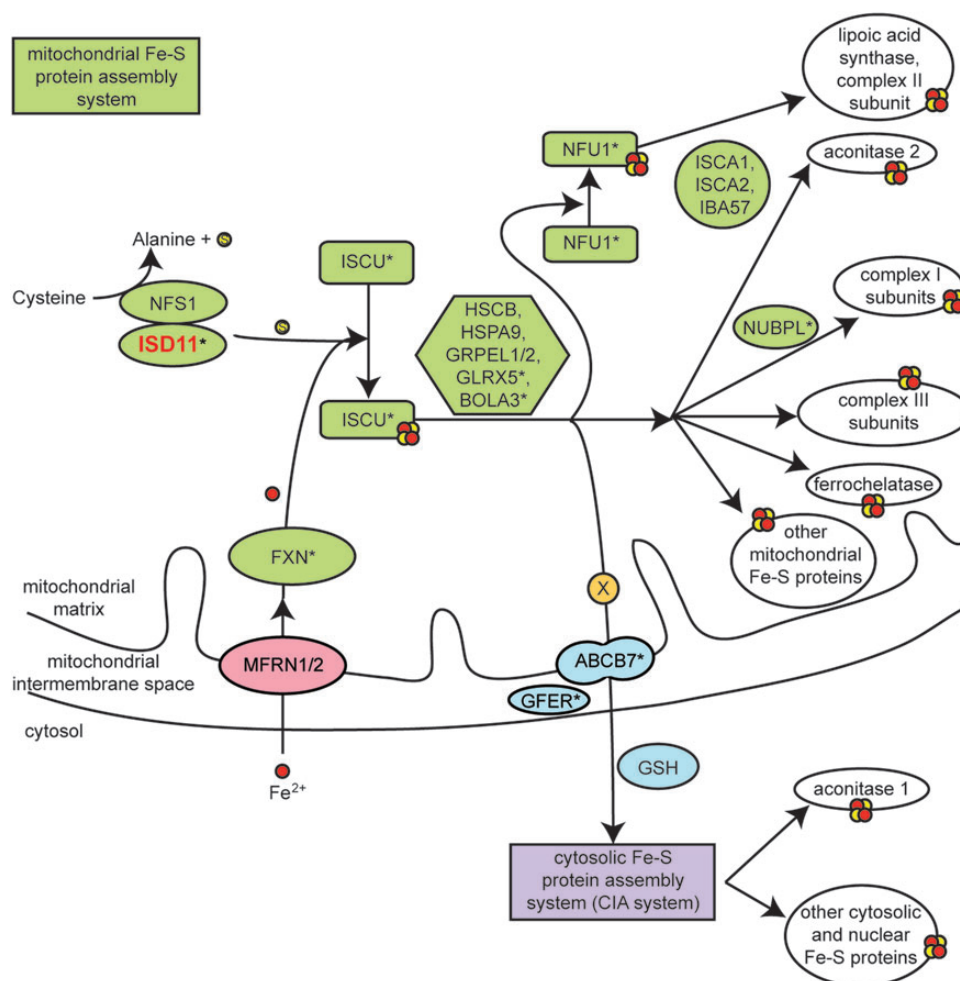 mitochondrial Fe-S
protein assembly
system
lipoic acid
synthase,
complex II
subunit
NFU1*
ISCA1,
ISCA2,
IBA57
aconitase 2
NFU1*
Alanine + S
ISCU*
Cysteine
NFS1
ISD11*
S
HSCB,
HSPA9,
GRPEL1/2,
GLRX5*,
BOLA3*
complex I
subunits
NUBPL*
ISCU*
complex III
subunits
ferrochelatase
other
mitochondrial
Fe-S proteins
FXN*
X
mitochondrial
matrix
MFRN1/2
ABCB7*
mitochondrial
intermembrane space
GFER*
cytosol
GSH
Fe2+
aconitase 1
cytosolic Fe-S
protein assembly
system (CIA system)
other cytosolic
and nuclear
Fe-S proteins